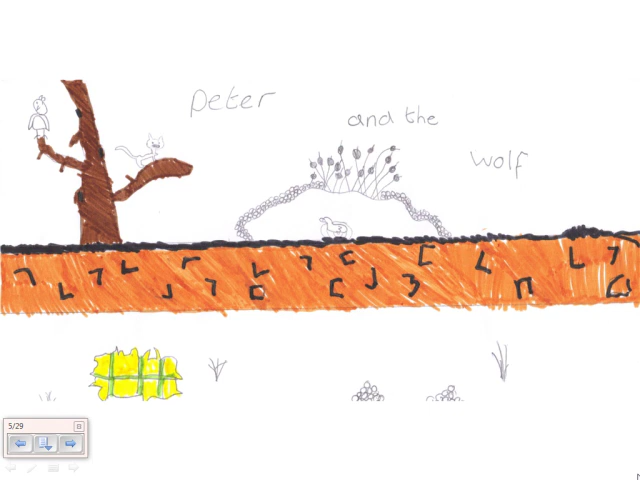 peter
and the
wolf
5/29